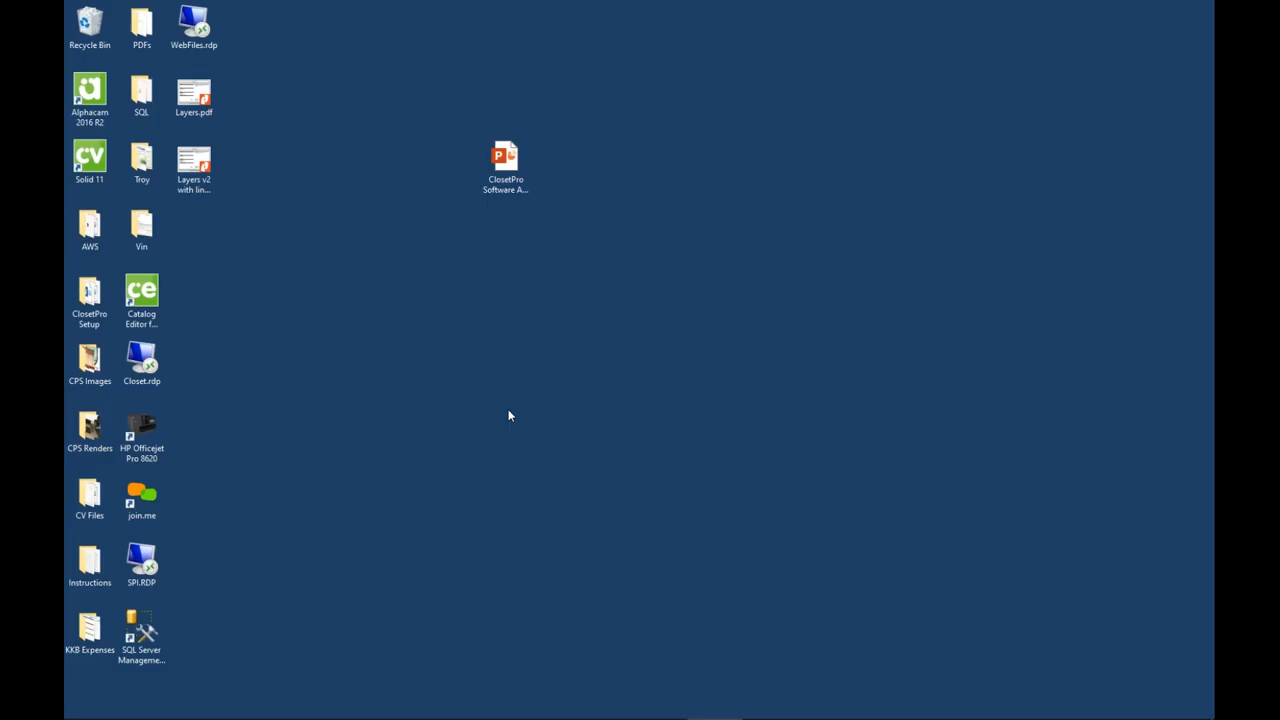 Recycle Bin
PDFs
WebFiles.rdp
Alphacam
2016 R2
SQL
Layers.pdf
Solid 11
Troy
Layers v2
with lin...
ClosetPro
Software A...
AWS
Vin
ClosetPro
Setup
Catalog
Editor f...
CPS Images
Closet.rdp
CPS Renders
HP Officejet
Pro 8620
CV Files
join.me
Instructions
SPI.RDP
KKB Expenses
SQL Server
Manageme...